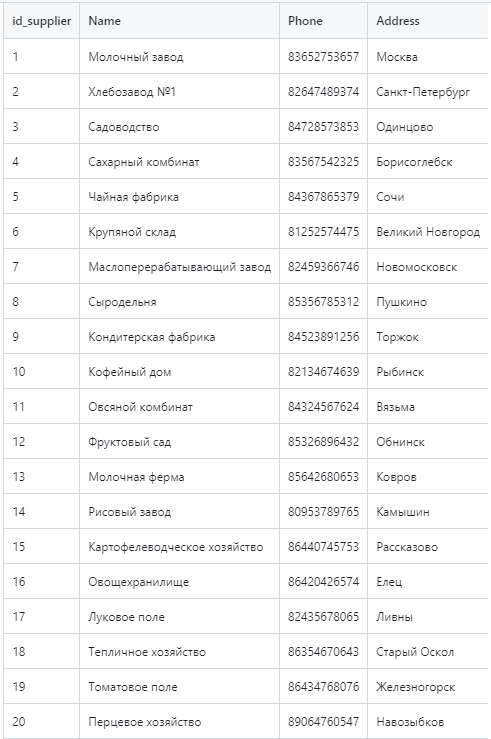 id_supplier Name Phone Address
1 Молочный завод 83652753657 Москва
2 Хлебозавод №1 82647489374 Санкт-Петербург
3 Садоводство 84728573853 Одинцово
4 Сахарный комбинат 83567542325 Борисоглебск
5 Чайная фабрика 84367865379 Сочи
6 Крупяной склад 81252574475 Великий Новгород
7 Маслоперерабатывающий завод 82459366746 Новомосковск
8 Сыродельня 85356785312 Пушкино
9 Кондитерская фабрика 84523891256 Торжок
10 Кофейный дом 82134674639 Рыбинск
11 Овсяной комбинат 84324567624 Вязьма
12 Фруктовый сад 85326896432 Обнинск
13 Молочная ферма 85642680653 Ковров
14 Рисовый завод 80953789765 Камышин
15 Картофелеводческое хозяйство 86440745753 Рассказово
16 Овощехранилище 86420426574 Елец
17 Луковое поле 82435678065 Ливны
18 Тепличное хозяйство 86354670643 Старый Оскол
19 Томатовое поле 86434768076 Железногорск
20 Перцевое хозяйство 89064760547 Навозыбков